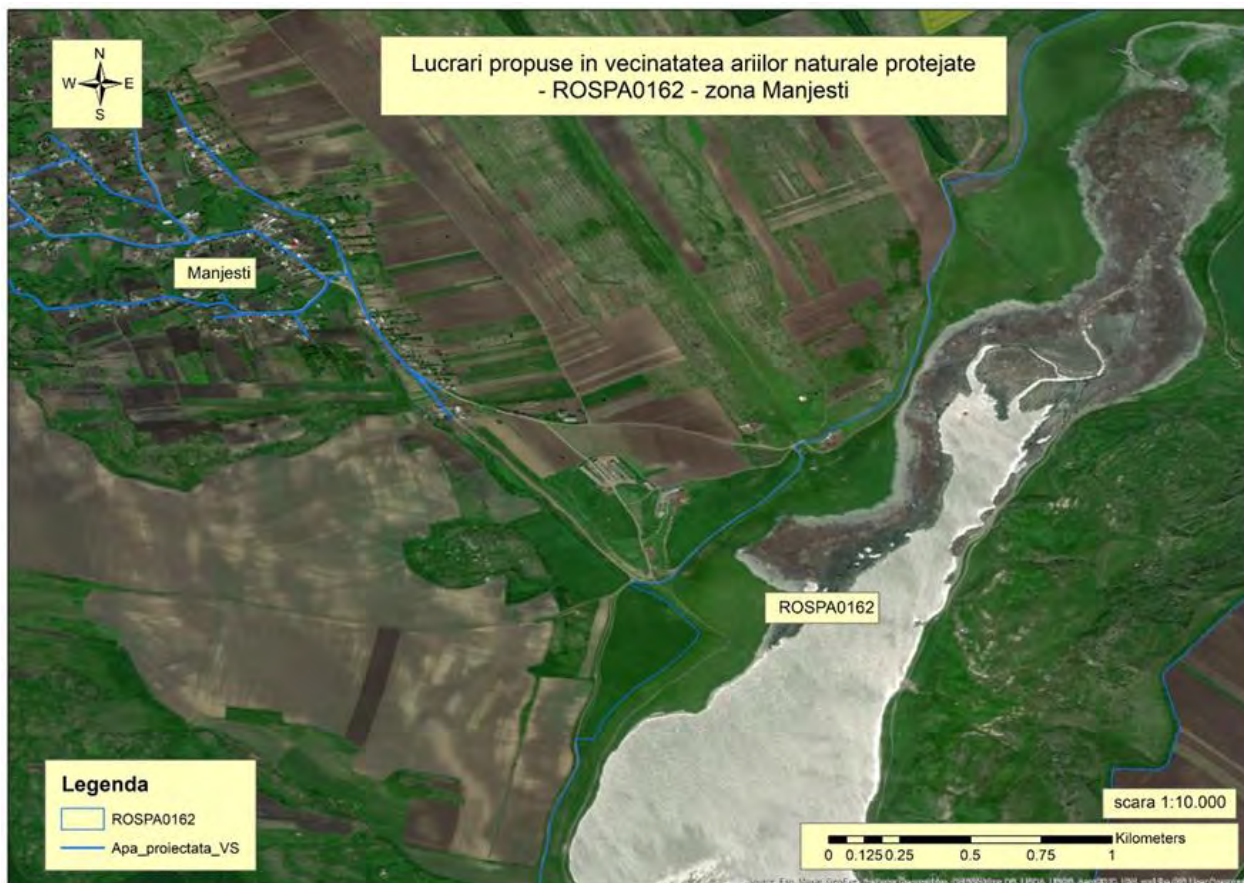 N
W E
S
Lucrari propuse in vecinatatea ariilor naturale protejate
- ROSPA0162 - zona Manjesti
Manjesti
ROSPA0162
Legenda
ROSPA0162
Apa_proiectata_VS
scara 1:10.000
Kilometers
0 0.125 0.25 0.5 0.75 1